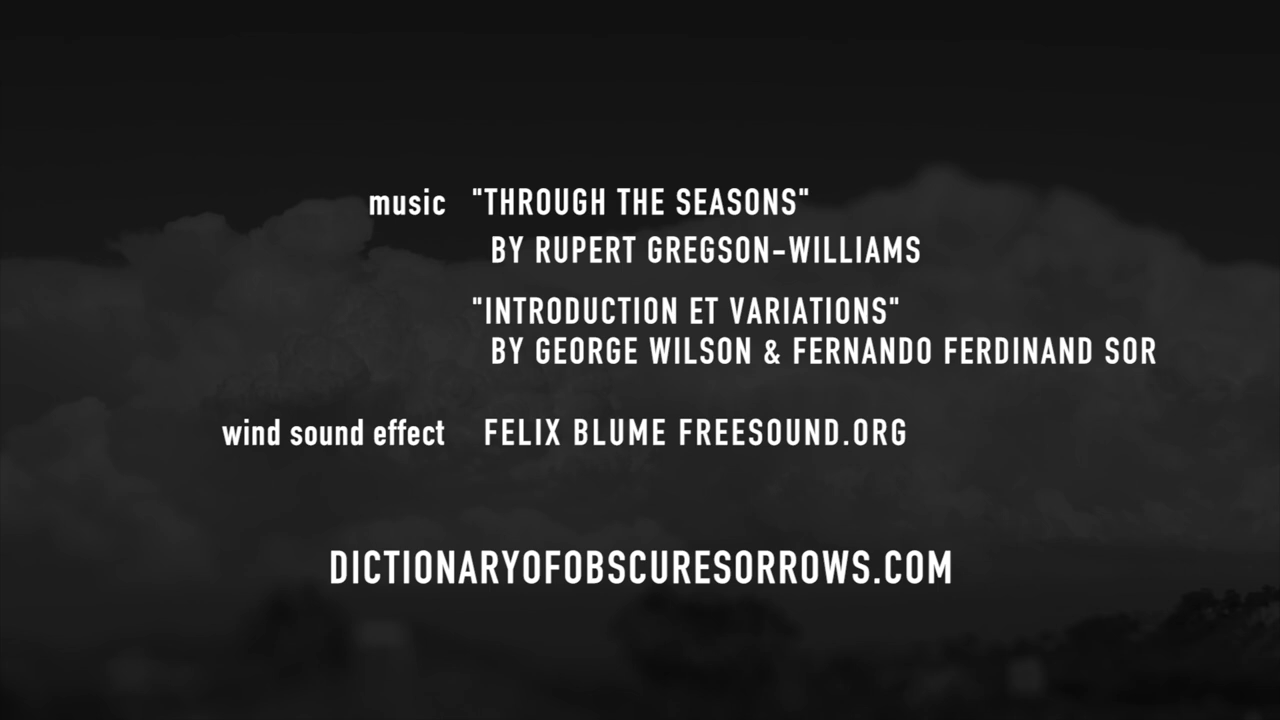 music "THROUGH THE SEASONS"
BY RUPERT GREGSON-WILLIAMS
"INTRODUCTION ET VARIATIONS"
BY GEORGE WILSON & FERNANDO FERDINAND SOR
wind sound effect FELIX BLUME FREESOUND.ORG
DICTIONARYOFOBSCURESORROWS.COM